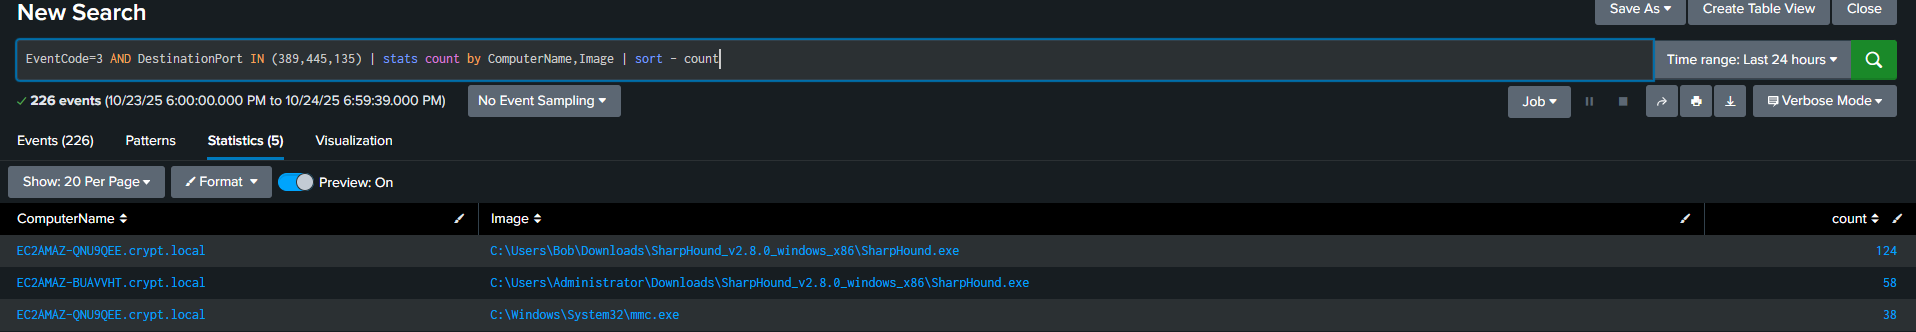 New Search
Save As Create Table View Close
EventCode=3 AND DestinationPort IN (389,445,135) | stats count by ComputerName,Image | sort - count
Time range: Last 24 hours
226 events (10/23/25 6:00:00.000 PM to 10/24/25 6:59:39.000 PM) No Event Sampling Job Verbose Mode
Events (226) Patterns Statistics (5) Visualization
Show: 20 Per Page Format Preview: On
ComputerName Image count
EC2AMAZ-QNU9QEE.crypt.local C:\Users\Bob\Downloads\SharpHound_v2.8.0_windows_x86\SharpHound.exe 124
EC2AMAZ-BUAVVHT.crypt.local C:\Users\Administrator\Downloads\SharpHound_v2.8.0_windows_x86\SharpHound.exe 58
EC2AMAZ-QNU9QEE.crypt.local C:\Windows\System32\mmc.exe 38